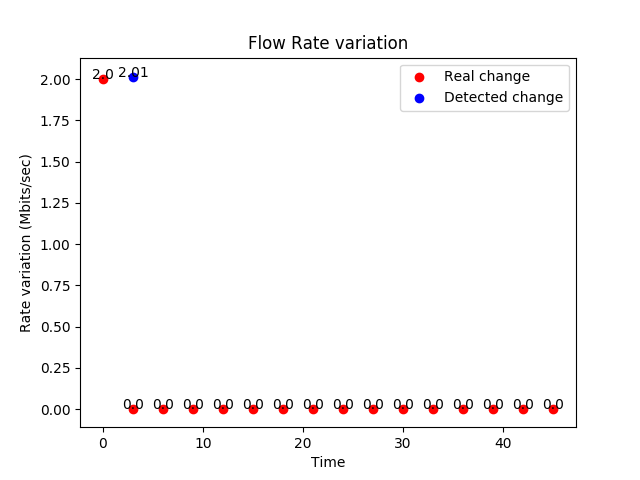 Flow Rate variation
2.0 2.01
Real change
Detected change
2.00
1.75
1.50
1.25
1.00
0.75
0.50
0.25
0.00
Rate variation (Mbits/sec)
0.0 0.0 0.0 0.0 0.0 0.0 0.0 0.0 0.0 0.0 0.0 0.0 0.0 0.0 0.0
0 10 20 30 40
Time